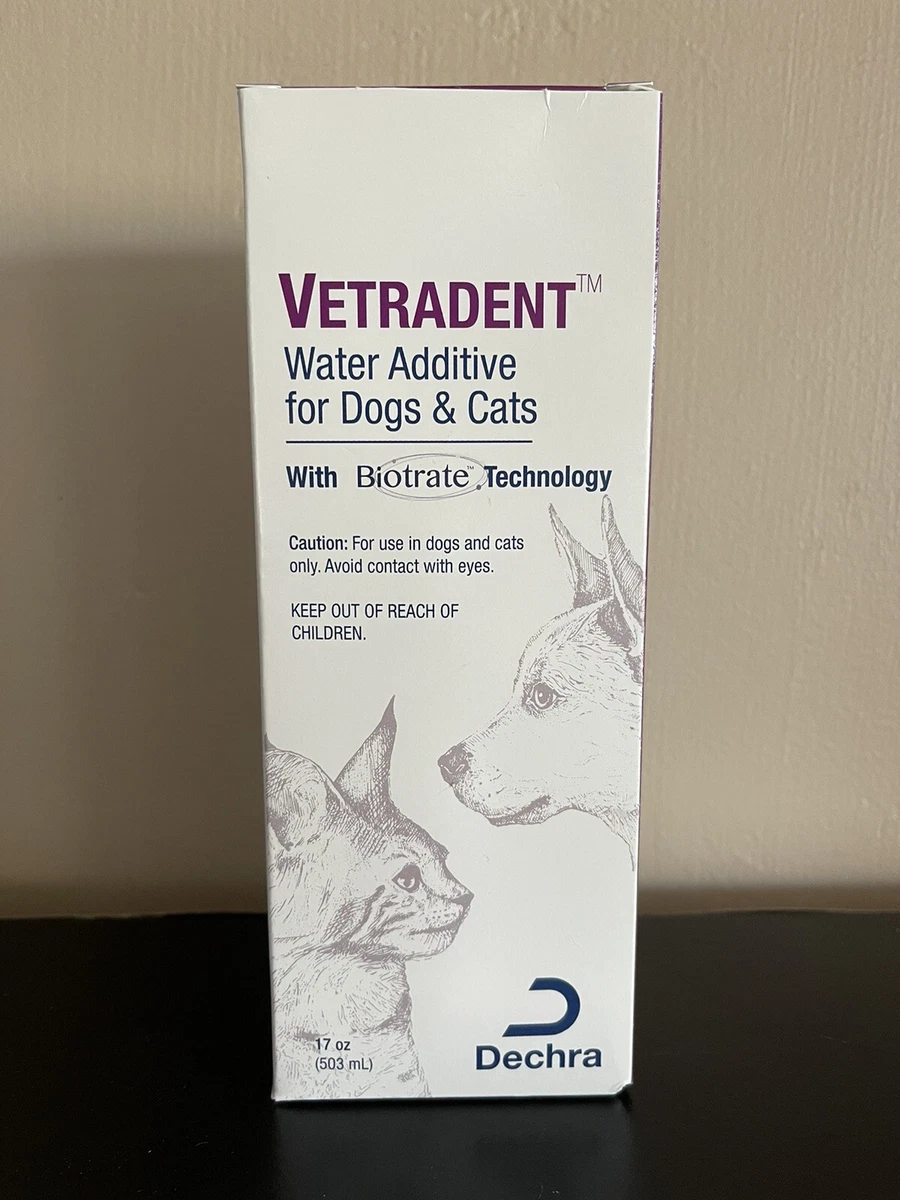 VETRADENT™
Water Additive
for Dogs & Cats
With Biotrate™ Technology
Caution: For use in dogs and cats
only. Avoid contact with eyes.
KEEP OUT OF REACH OF
CHILDREN.
17 oz
(503 mL)
Dechra